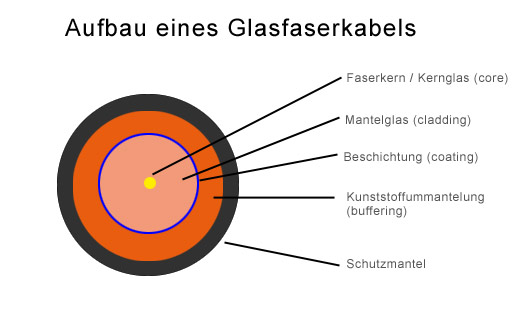 Aufbau eines Glasfaserkabels
Faserkern / Kernglas (core)
Mantelglas (cladding)
Beschichtung (coating)
Kunststoffummantelung
(buffering)
Schutzmantel